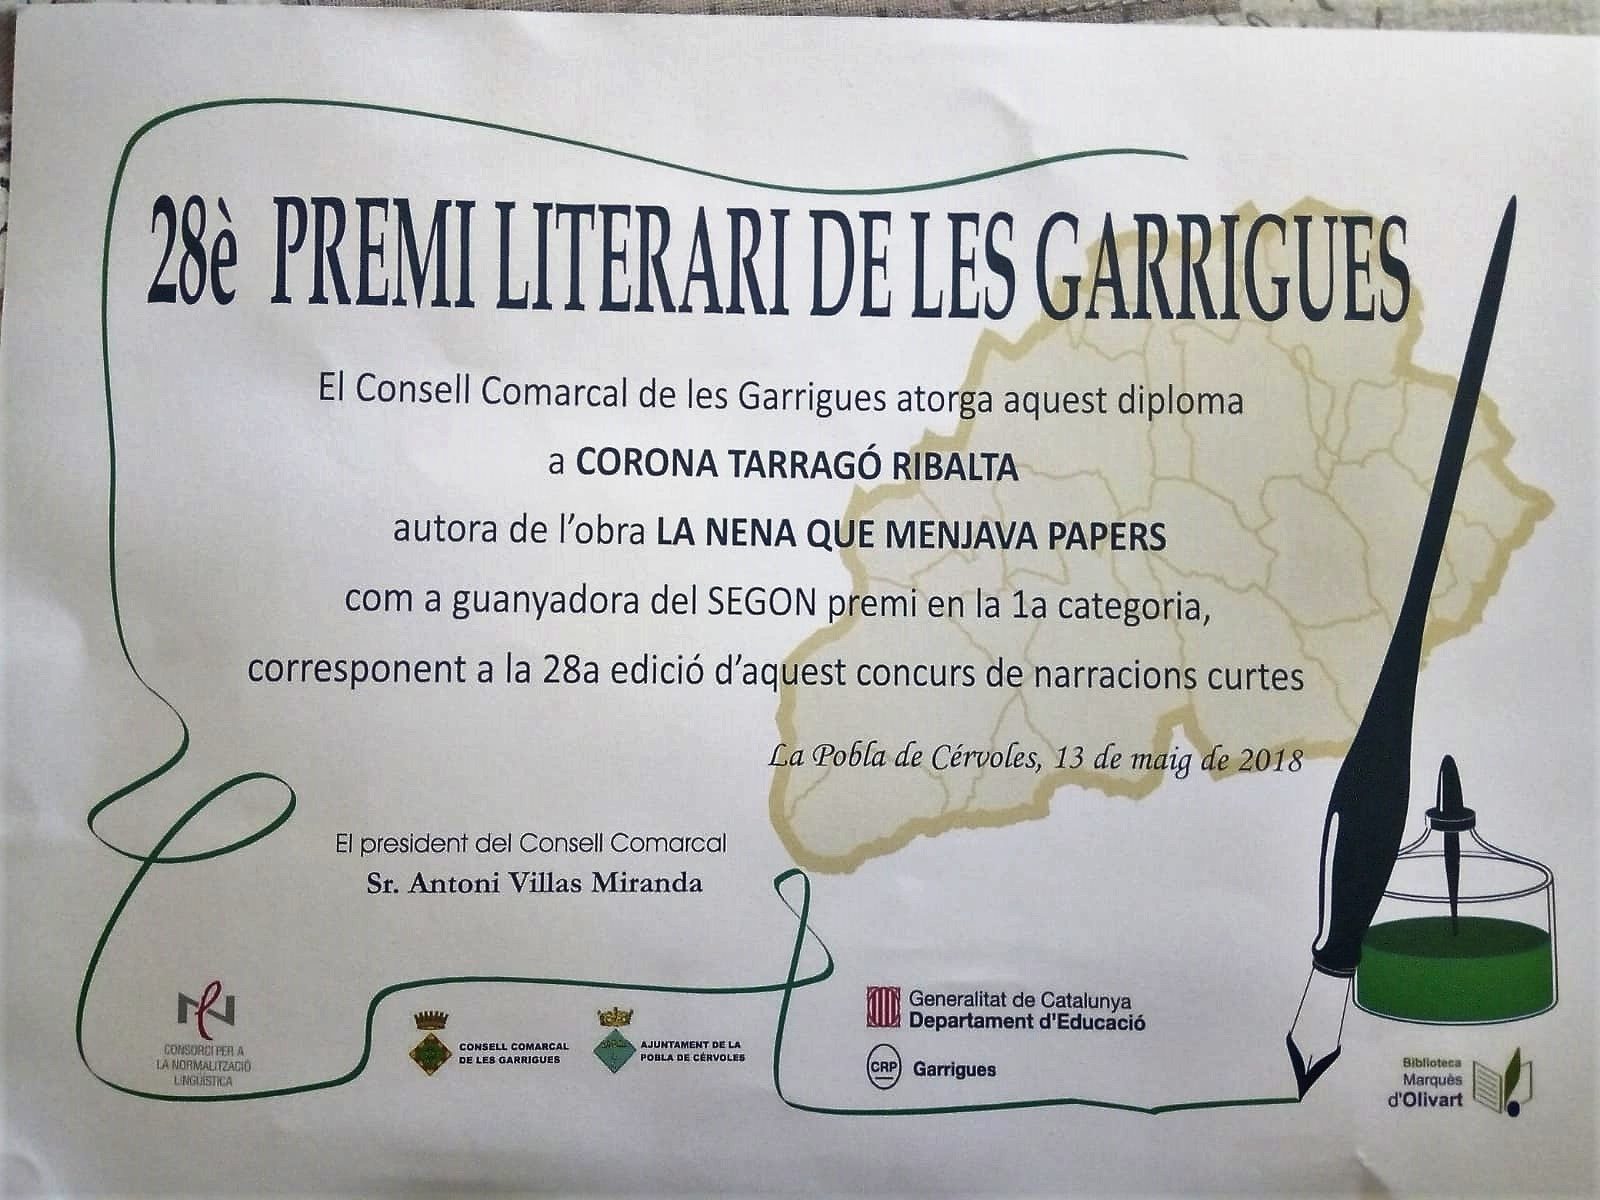 28è PREMI LITERARI DE LES GARRIGUES
El Consell Comarcal de les Garrigues atorga aquest diploma
a CORONA TARRAGÓ RIBALTA
autora de l'obra LA NENA QUE MENJAVA PAPERS
com a guanyadora del SEGON premi en la 1a categoria,
corresponent a la 28a edició d'aquest concurs de narracions curtes
La Pobla de Cérvoles, 13 de maig de 2018
El president del Consell Comarcal
Sr. Antoni Villas Miranda
CONSORCI PER A
LA NORMALITZACIÓ
LINGÜÍSTICA
CONSELL COMARCAL
DE LES GARRIGUES
AJUNTAMENT DE LA
POBLA DE CÉRVOLES
Generalitat de Catalunya
Departament d'Educació
CRP Garrigues
Biblioteca
Marquès
d'Olivart